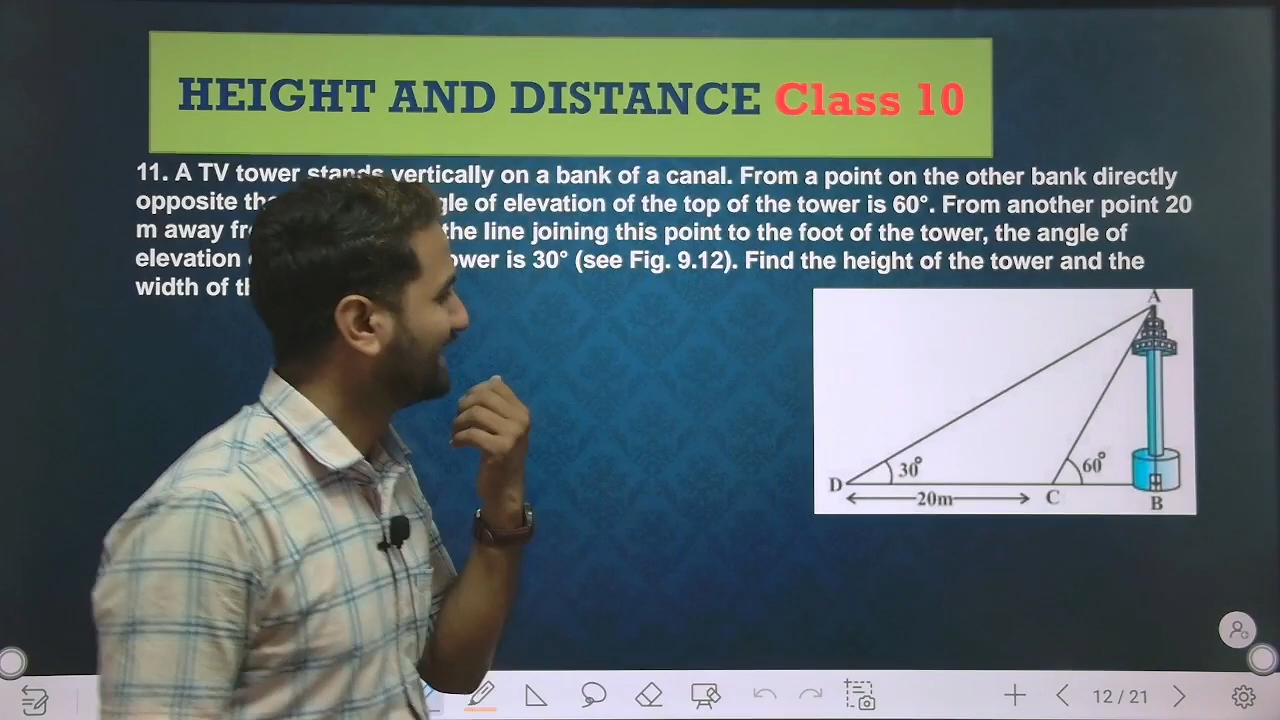 HEIGHT AND DISTANCE Class 10
11. A TV tower stands vertically on a bank of a canal. From a point on the other bank directly
opposite of elevation of the top of the tower is 60°. From another point 20
m away the line joining this point to the foot of the tower, the angle of
elevation is 30° (see Fig. 9.12). Find the height of the tower and the
width of
A
30°
60°
D
20m
C
B
12/21